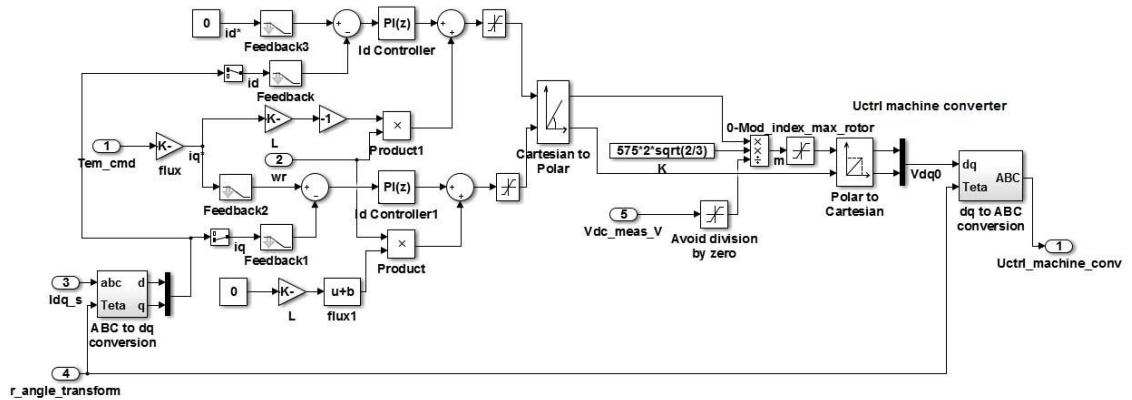 0
id*
Feedback3
+
−
PI(z)
Id Controller
+
+
id
Feedback
K-
L
-1
×
Product1
1
Tem_cmd
K-
flux
iq*
2
wr
Feedback2
+
−
PI(z)
Id Controller1
+
+
iq
Feedback1
×
Product
0
K-
L
u+b
flux1
3
Idq_s
abc
d
Teta
q
ABC to dq
conversion
4
r_angle_transform
Cartesian to
Polar
575*2*sqrt(2/3)
K
×
×
÷
m
0-Mod_index_max_rotor
5
Vdc_meas_V
Avoid division
by zero
Uctrl machine converter
Polar to
Cartesian
Vdq0
dq
ABC
Teta
dq to ABC
conversion
1
Uctrl_machine_conv